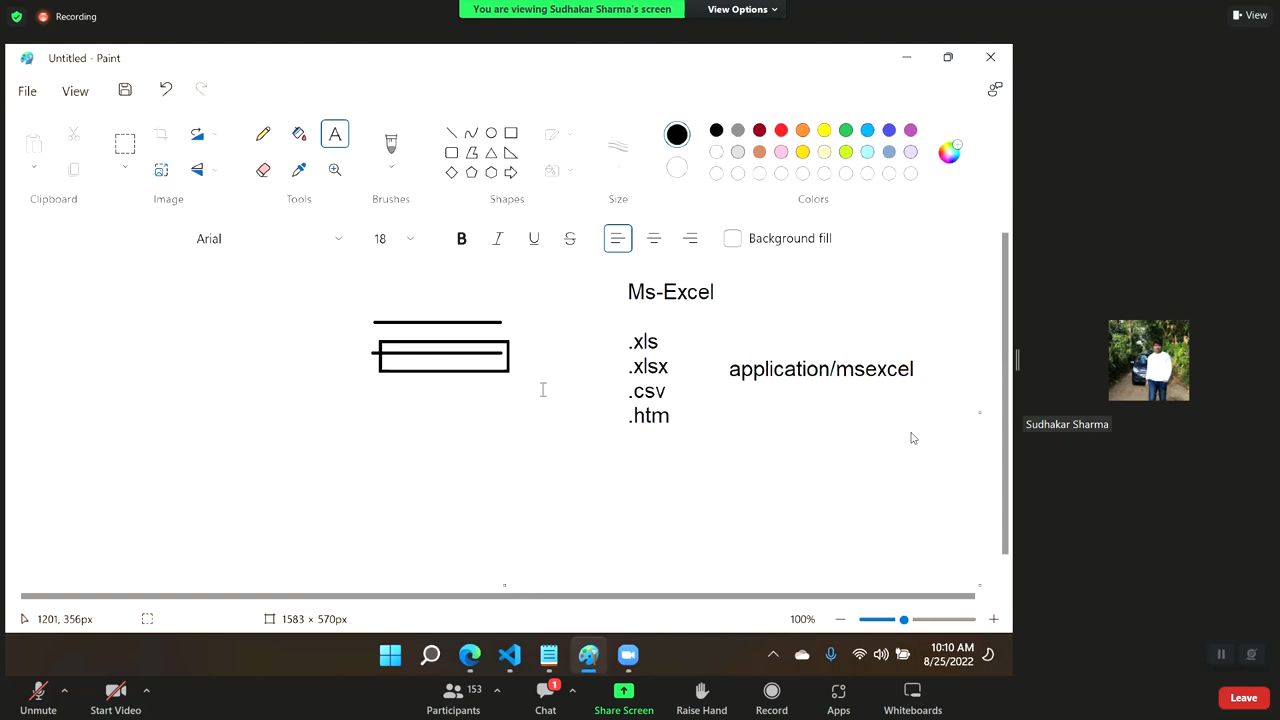 Recording
You are viewing Sudhakar Sharma's screen
View Options
View
Untitled - Paint
File
View
Clipboard
Image
Tools
Brushes
Shapes
Size
Colors
Arial
18
B
I
U
S
Background fill
Ms-Excel
.xls
.xlsx
.csv
.htm
application/msexcel
Sudhakar Sharma
1201, 356px
1583 × 570px
100%
10:10 AM
8/25/2022
Unmute
Start Video
153
Participants
1
Chat
Share Screen
Raise Hand
Record
Apps
Whiteboards
Leave